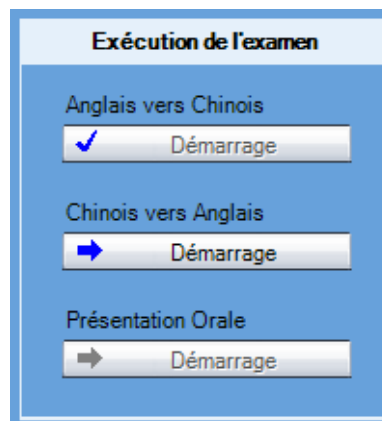 Exécution de l'examen
Anglais vers Chinois
Démarrage
Chinois vers Anglais
Démarrage
Présentation Orale
Démarrage